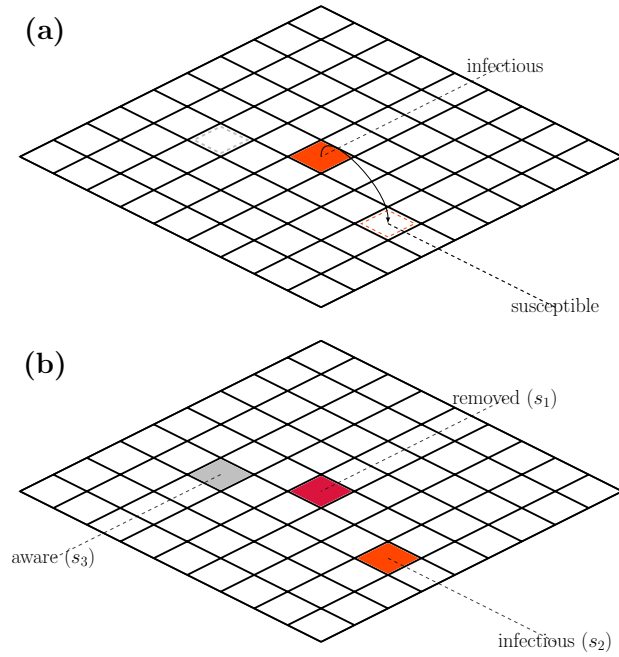 (a)
infectious
susceptible
(b)
removed (s₁)
aware (s₃)
infectious (s₂)